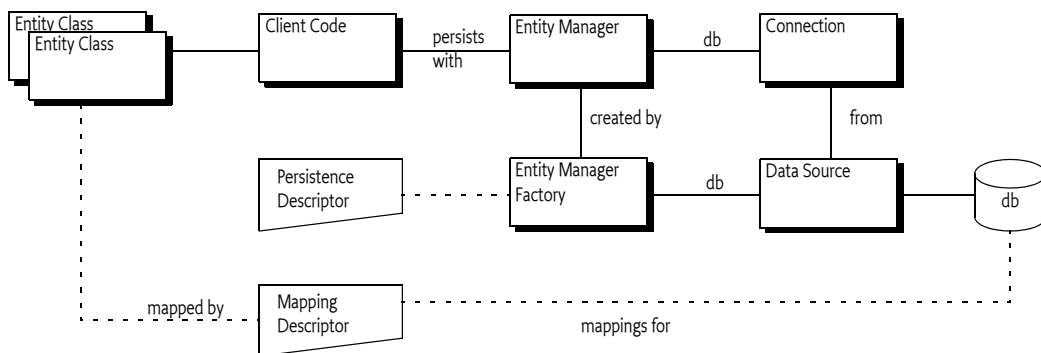 Entity Class
Entity Class
Client Code
persists
with
Entity Manager
db
Connection
created by
from
Persistence
Descriptor
Entity Manager
Factory
db
Data Source
db
mapped by
Mapping
Descriptor
mappings for